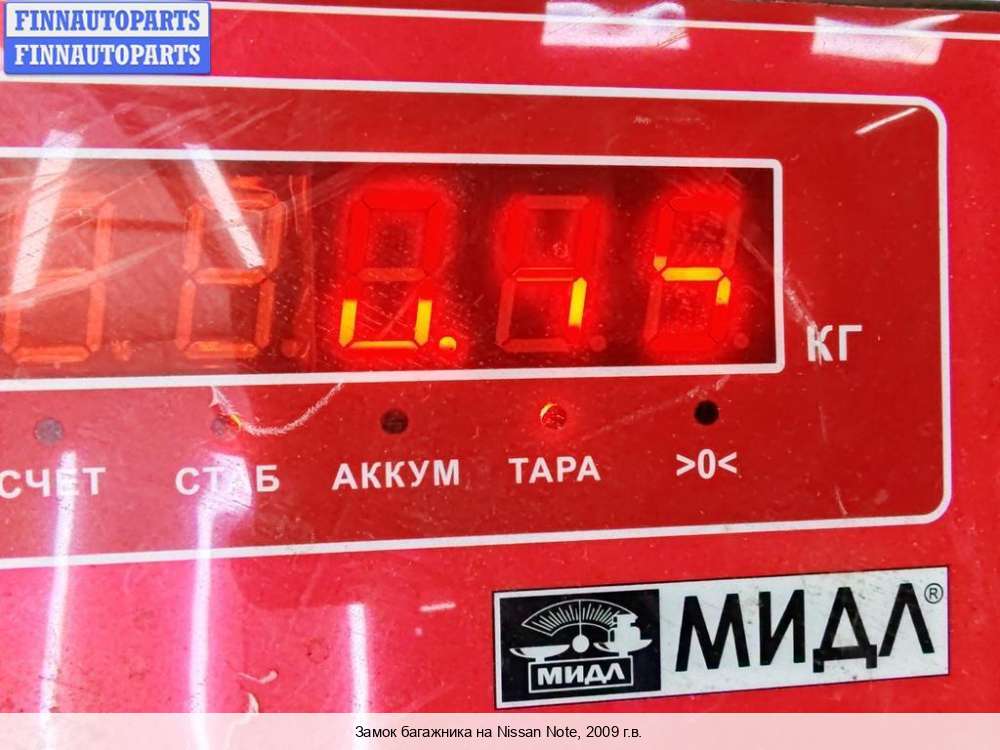 FINNAUTOPARTS
FINNAUTOPARTS
КГ
СЧЕТ
СТАБ
АККУМ
ТАРА
>0<
МИДЛ
МИДЛ®
Замок багажника на Nissan Note, 2009 г.в.